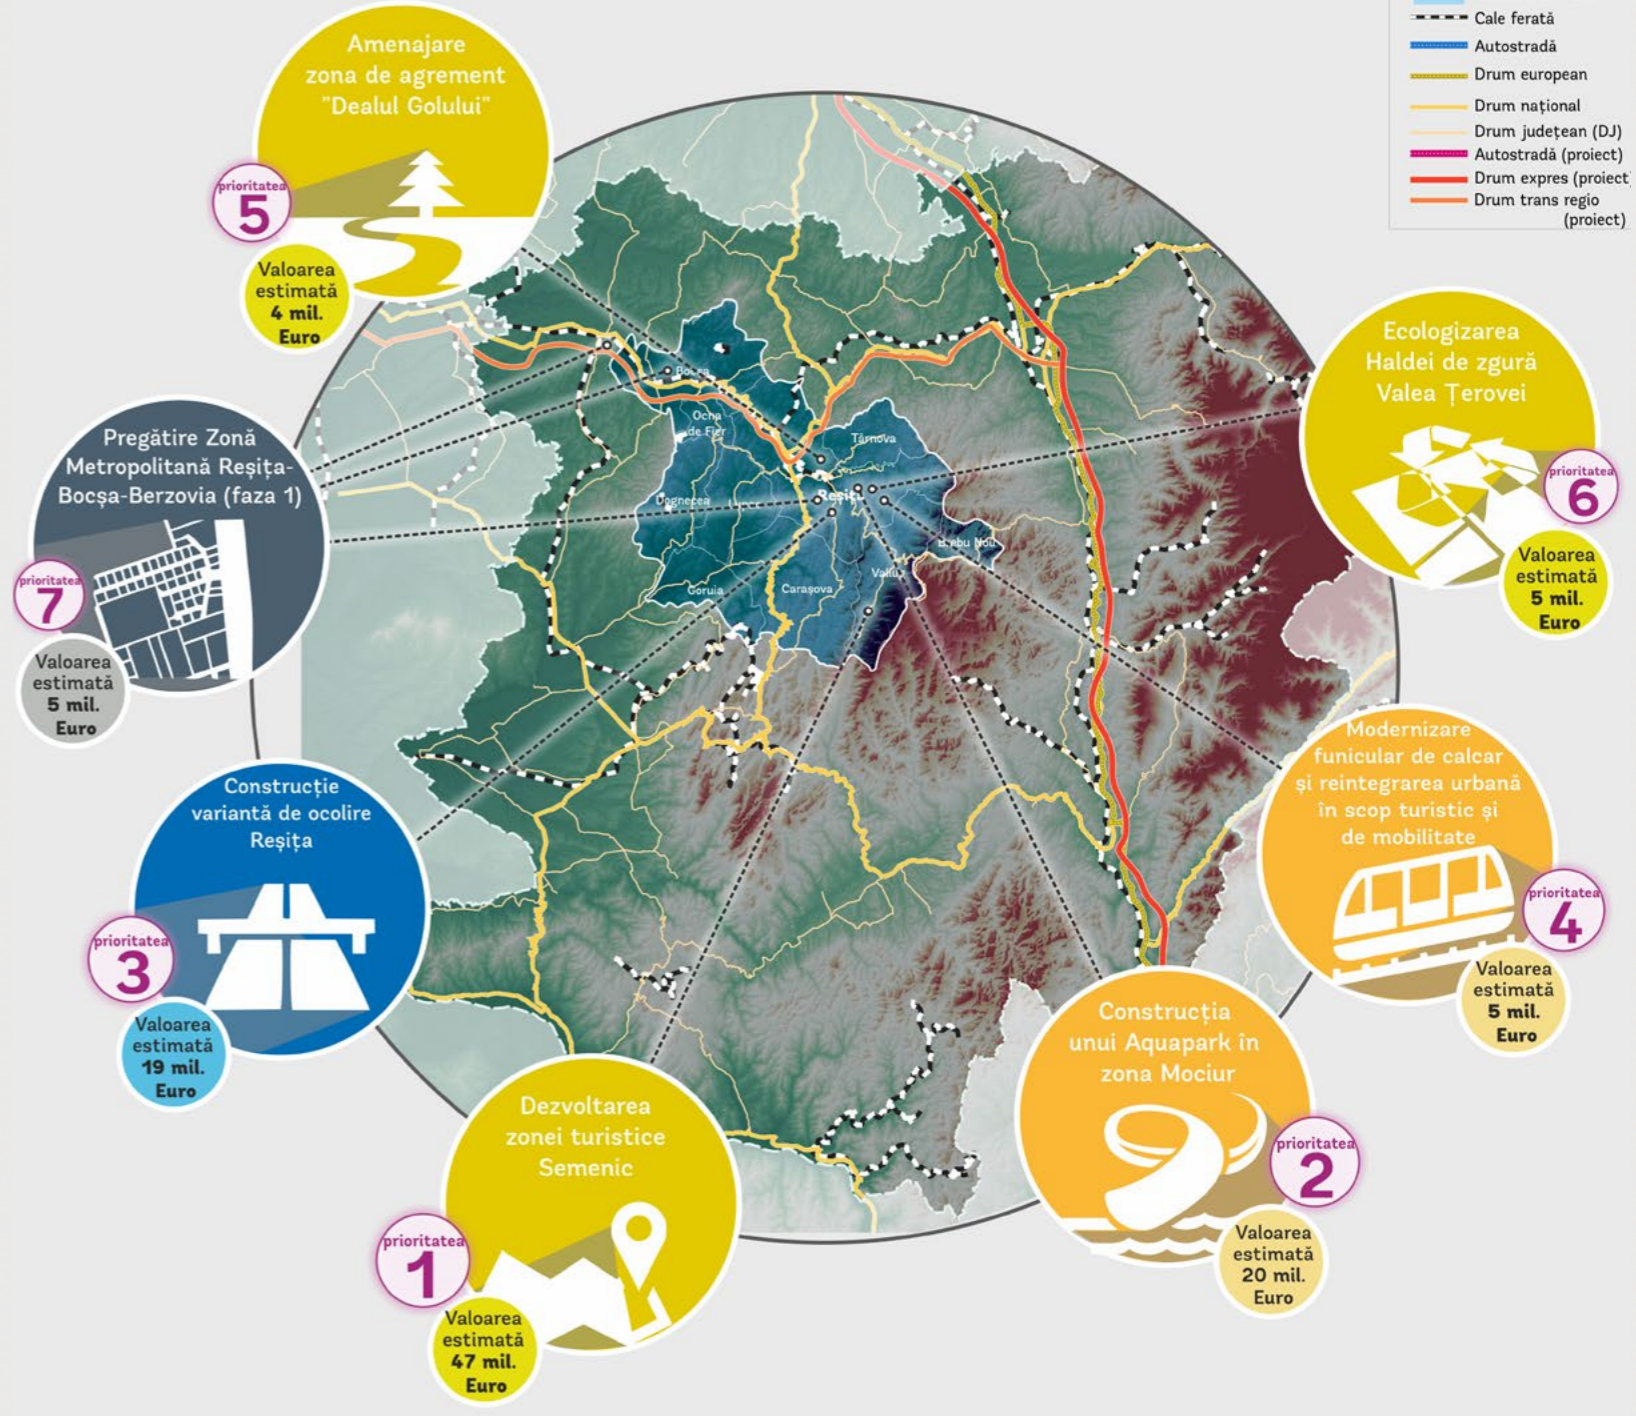 Cale ferată
Autostradă
Drum european
Drum național
Drum județean (DJ)
Autostradă (proiect)
Drum expres (proiect
Drum trans regio
(proiect)
Amenajare
zona de agrement
"Dealul Golului"
prioritatea
5
Valoarea
estimată
4 mil.
Euro
Ecologizarea
Haldei de zgură
Valea Țerovei
prioritatea
6
Valoarea
estimată
5 mil.
Euro
Pregătire Zonă
Metropolitană Reșița-
Bocșa-Berzovia (faza 1)
prioritatea
7
Valoarea
estimată
5 mil.
Euro
Bocșa
Ocna
de Fier
Târnova
Dognecea
Reșița
Goruia
Carașova
Modernizare
funicular de calcar
și reintegrarea urbană
în scop turistic și
de mobilitate
prioritatea
4
Valoarea
estimată
5 mil.
Euro
Construcție
variantă de ocolire
Reșița
prioritatea
3
Valoarea
estimată
19 mil.
Euro
Construcția
unui Aquapark în
zona Mociur
prioritatea
2
Valoarea
estimată
20 mil.
Euro
Dezvoltarea
zonei turistice
Semenic
prioritatea
1
Valoarea
estimată
47 mil.
Euro